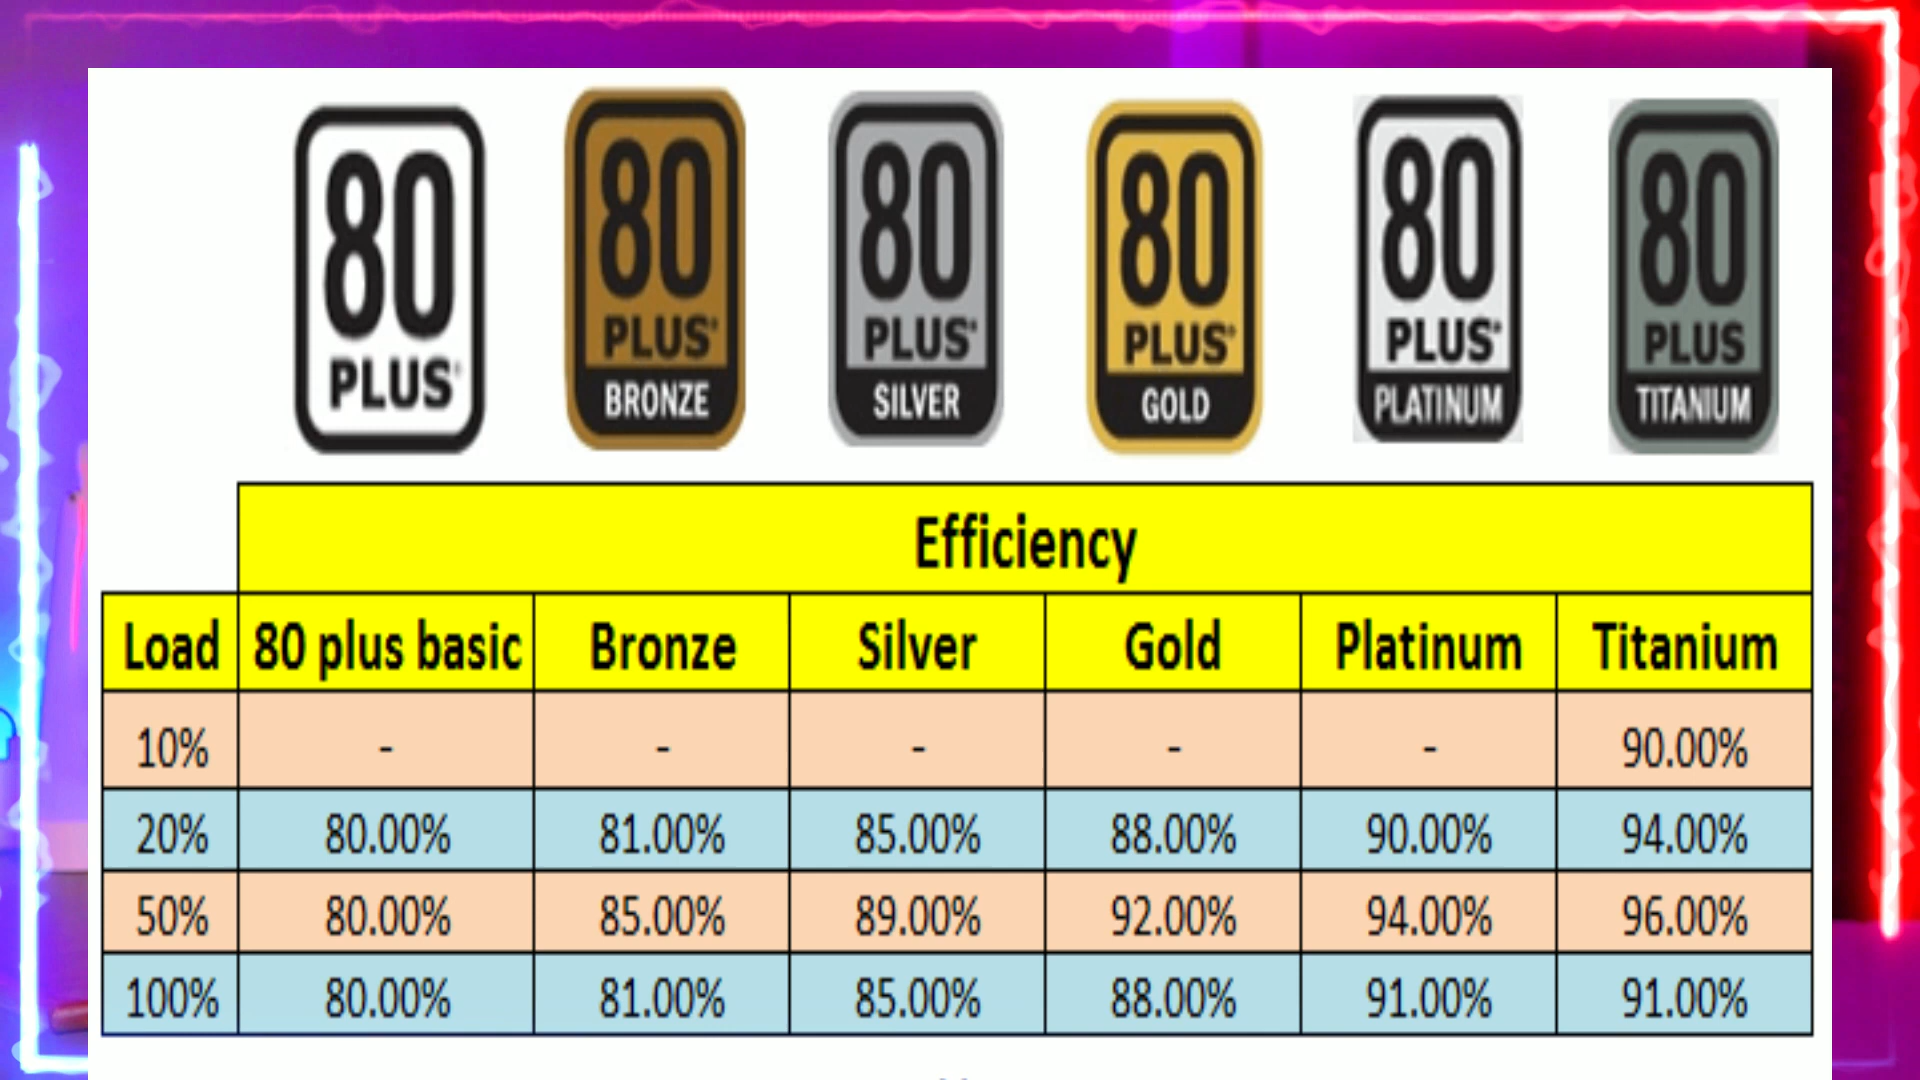 80 80 80 80 80 80
PLUS PLUS PLUS PLUS PLUS PLUS
BRONZE SILVER GOLD PLATINUM TITANIUM
Efficiency
Load 80 plus basic Bronze Silver Gold Platinum Titanium
10% - - - - - 90.00%
20% 80.00% 81.00% 85.00% 88.00% 90.00% 94.00%
50% 80.00% 85.00% 89.00% 92.00% 94.00% 96.00%
100% 80.00% 81.00% 85.00% 88.00% 91.00% 91.00%